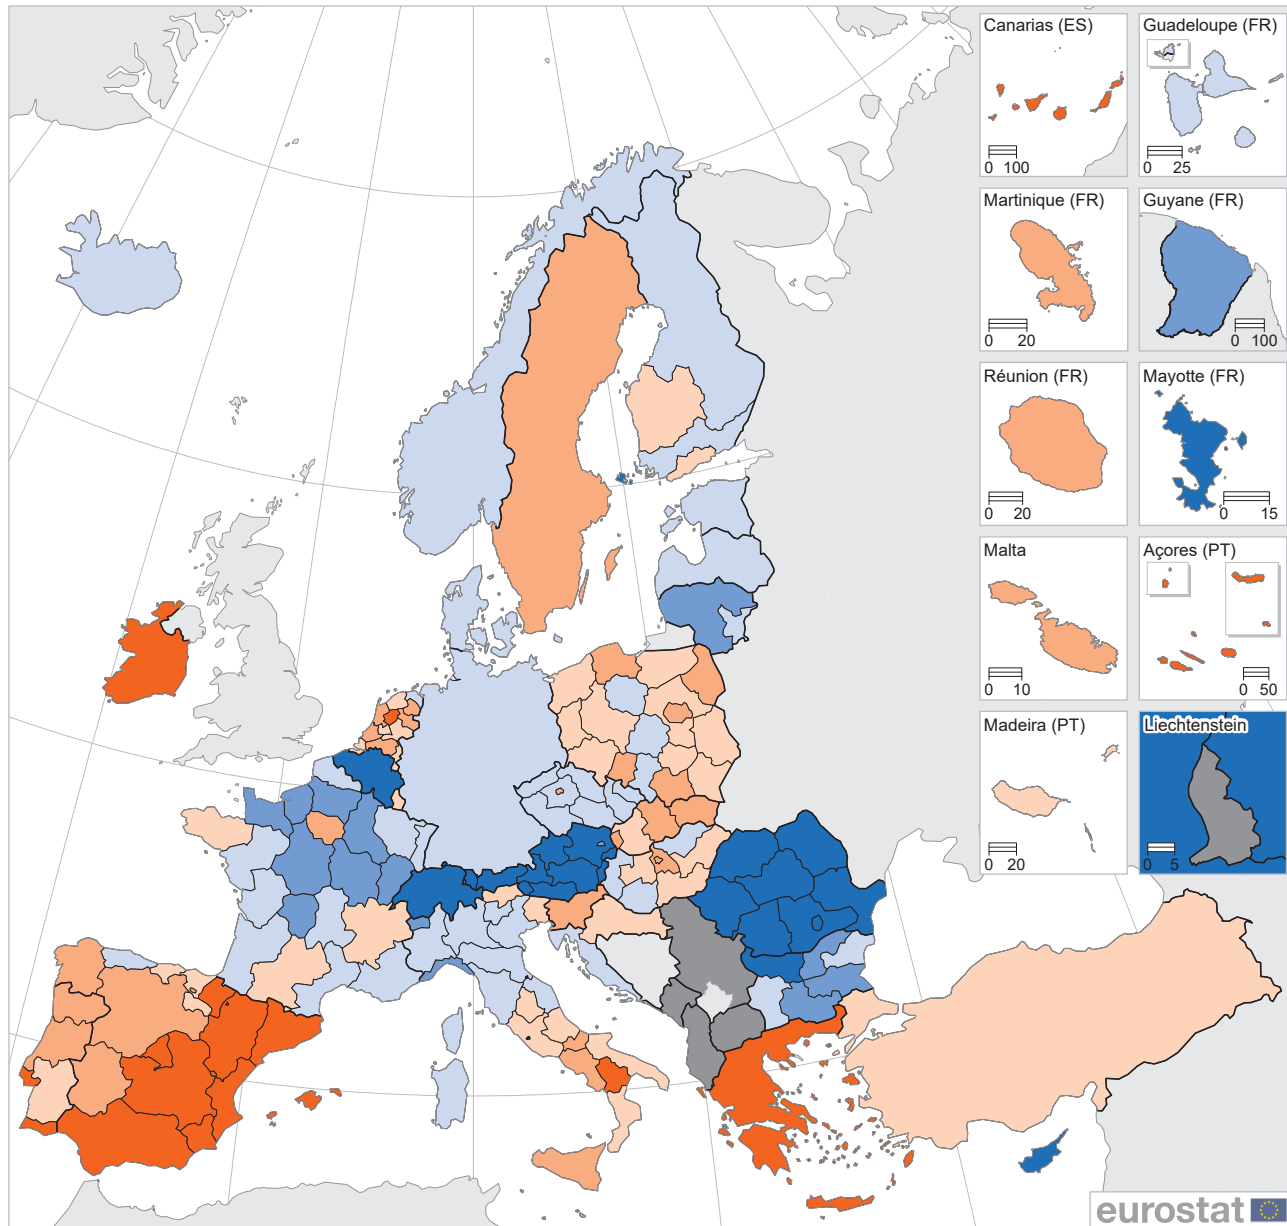 Canarias (ES)
0 100
Guadeloupe (FR)
0 25
Martinique (FR)
0 20
Guyane (FR)
0 100
Réunion (FR)
0 20
Mayotte (FR)
0 15
Malta
0 10
Açores (PT)
0 50
Madeira (PT)
0 20
Liechtenstein
0 5
eurostat